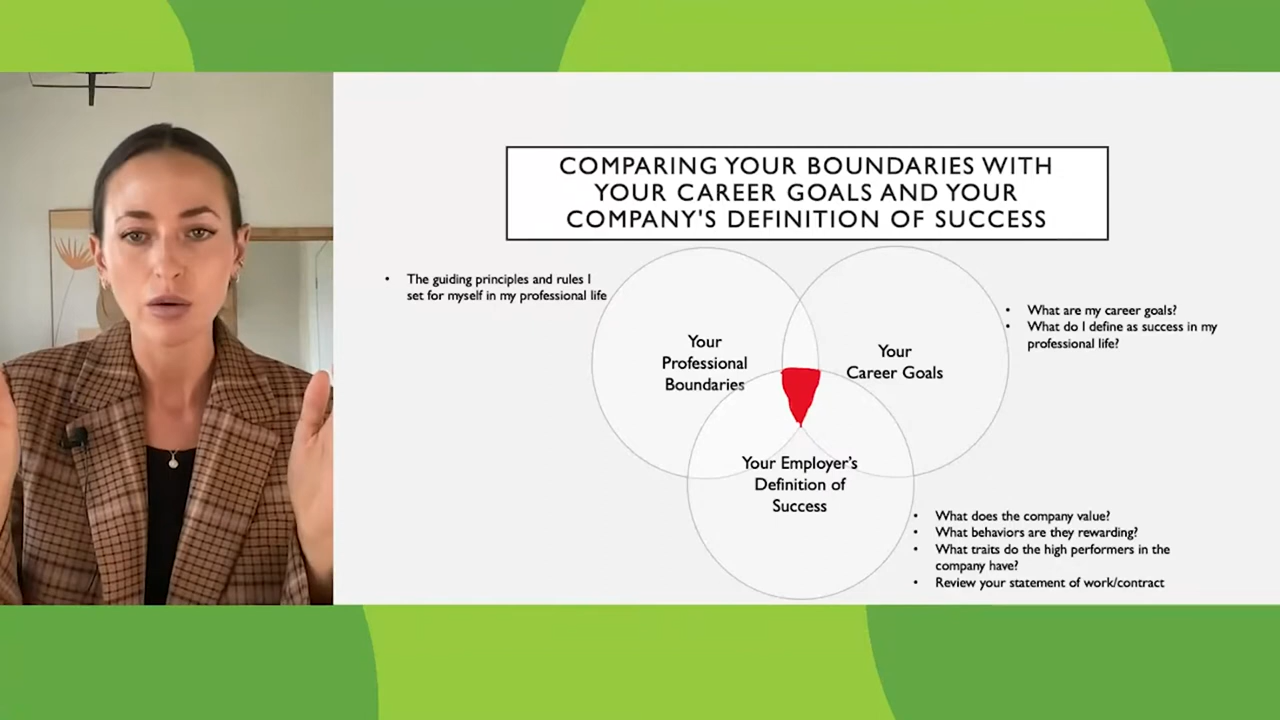 COMPARING YOUR BOUNDARIES WITH
YOUR CAREER GOALS AND YOUR
COMPANY'S DEFINITION OF SUCCESS
• The guiding principles and rules I
set for myself in my professional life
Your
Professional
Boundaries
Your
Career Goals
• What are my career goals?
• What do I define as success in my
professional life?
Your Employer's
Definition of
Success
• What does the company value?
• What behaviors are they rewarding?
• What traits do the high performers in the
company have?
• Review your statement of work/contract